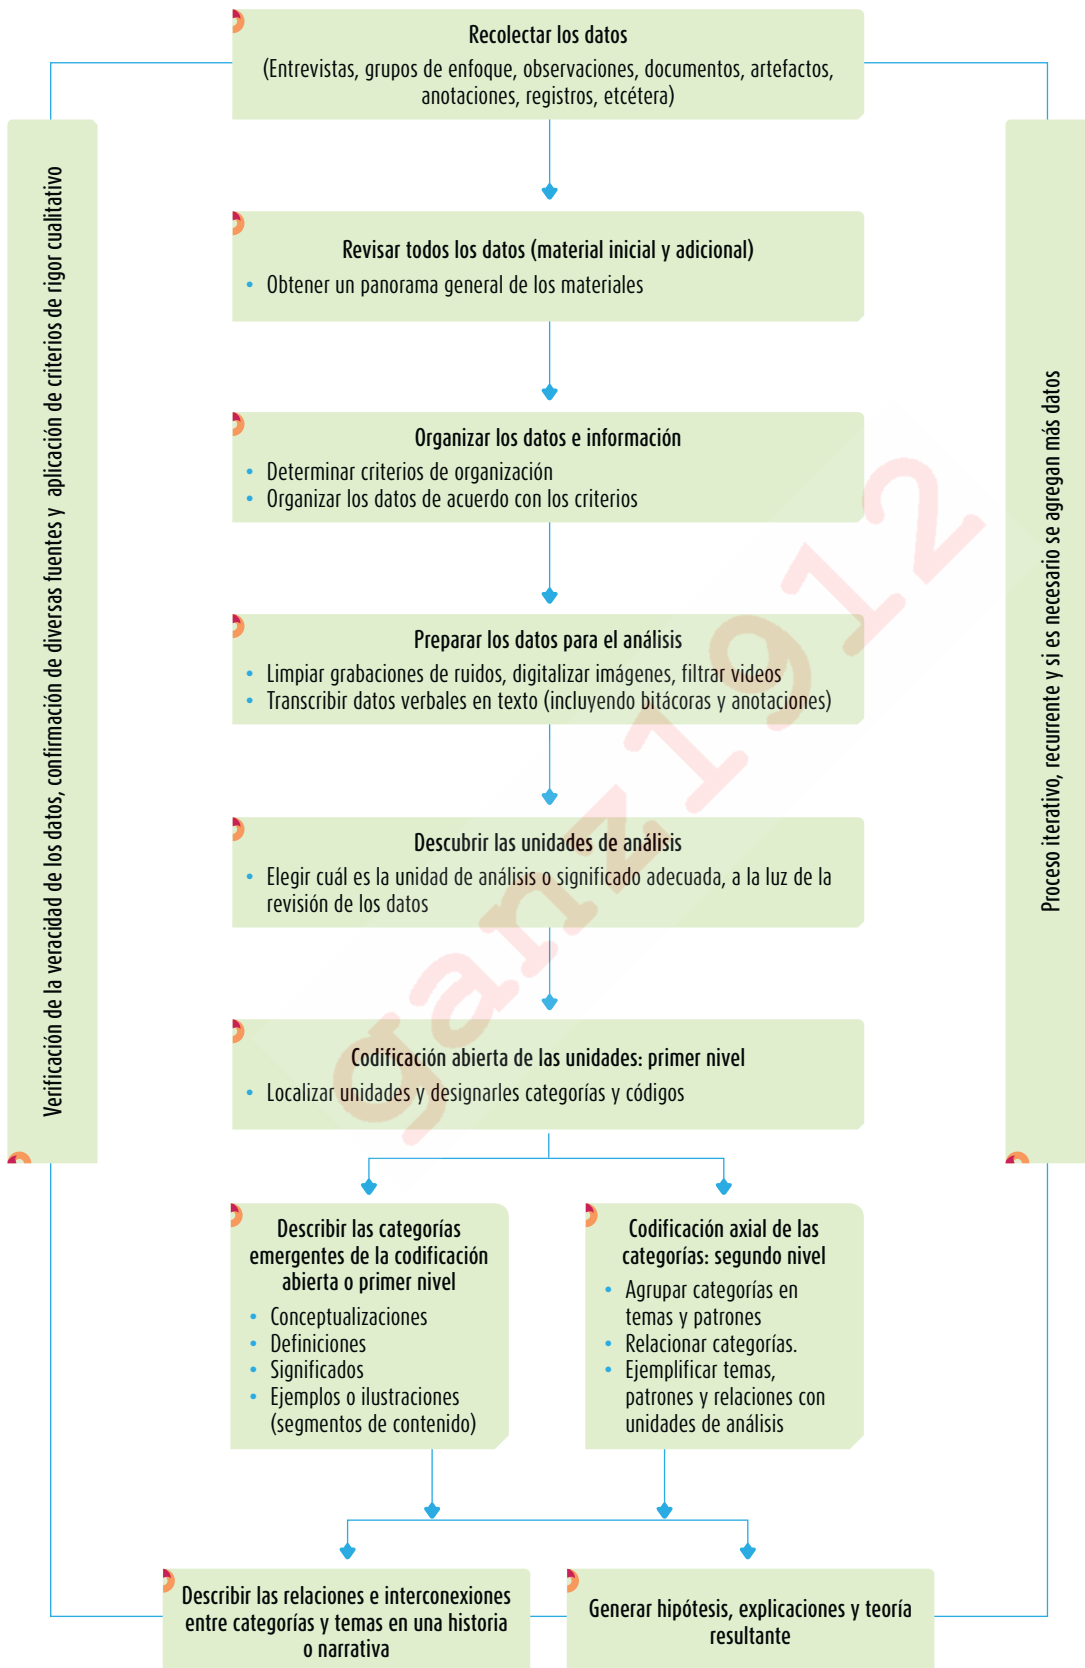 Recolectar los datos
(Entrevistas, grupos de enfoque, observaciones, documentos, artefactos,
anotaciones, registros, etcétera)
Verificación de la veracidad de los datos, confirmación de diversas fuentes y aplicación de criterios de rigor cualitativo
Proceso iterativo, recurrente y si es necesario se agregan más datos
Revisar todos los datos (material inicial y adicional)
• Obtener un panorama general de los materiales
Organizar los datos e información
• Determinar criterios de organización
• Organizar los datos de acuerdo con los criterios
Preparar los datos para el análisis
• Limpiar grabaciones de ruidos, digitalizar imágenes, filtrar videos
• Transcribir datos verbales en texto (incluyendo bitácoras y anotaciones)
Descubrir las unidades de análisis
• Elegir cuál es la unidad de análisis o significado adecuada, a la luz de la
revisión de los datos
Codificación abierta de las unidades: primer nivel
• Localizar unidades y designarles categorías y códigos
Describir las categorías
emergentes de la codificación
abierta o primer nivel
• Conceptualizaciones
• Definiciones
• Significados
• Ejemplos o ilustraciones
(segmentos de contenido)
Codificación axial de las
categorías: segundo nivel
• Agrupar categorías en
temas y patrones
• Relacionar categorías.
• Ejemplificar temas,
patrones y relaciones con
unidades de análisis
Describir las relaciones e interconexiones
entre categorías y temas en una historia
o narrativa
Generar hipótesis, explicaciones y teoría
resultante
ganz1912